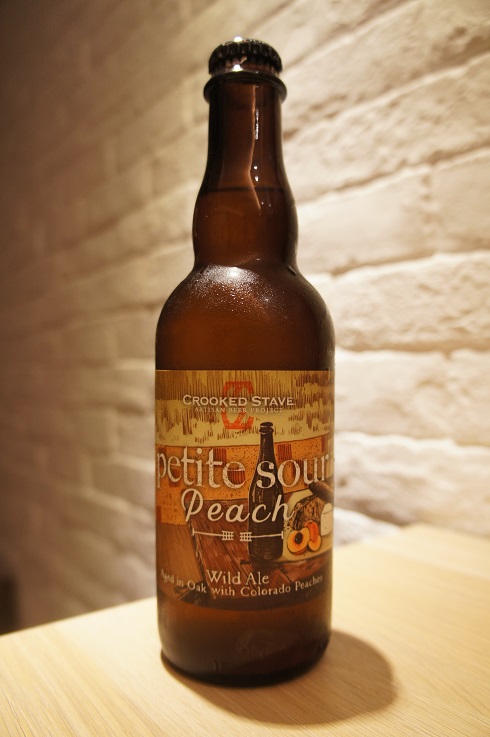 CROOKED STAVE
ARTISAN BEER PROJECT
petite sour
Peach
Wild Ale
Aged in Oak with Colorado Peaches